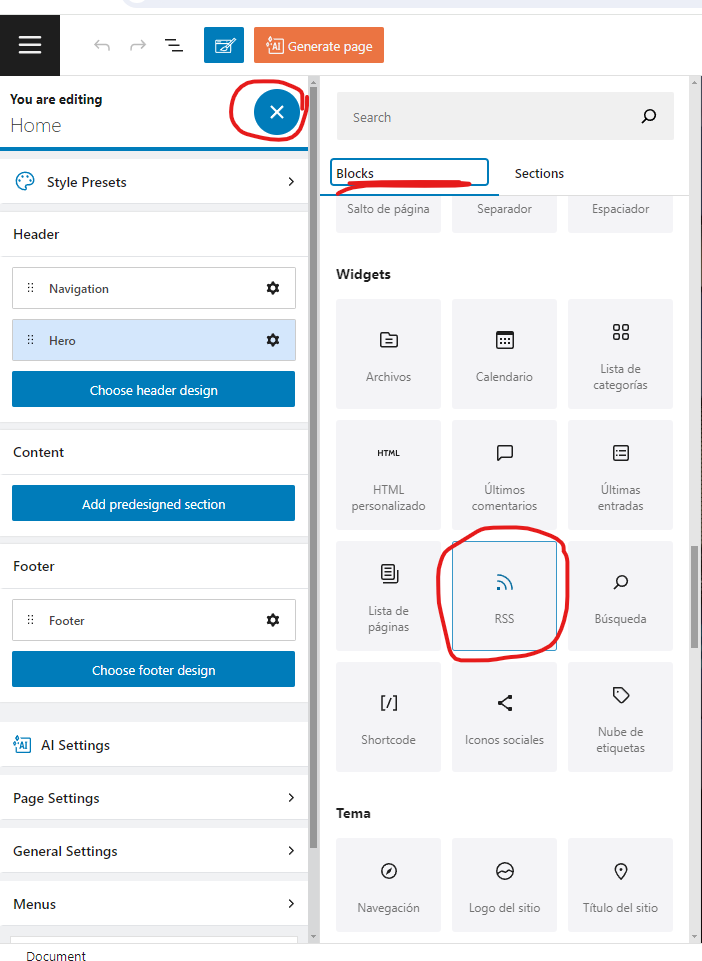 AI Generate page
You are editing
Home
Style Presets
Header
Navigation
Hero
Choose header design
Content
Add predesigned section
Footer
Footer
Choose footer design
AI AI Settings
Page Settings
General Settings
Menus
Document
Search
Blocks
Sections
Salto de página
Separador
Espaciador
Widgets
Archivos
Calendario
Lista de
categorías
HTML
HTML
personalizado
Últimos
comentarios
Últimas
entradas
Lista de
páginas
RSS
Búsqueda
[/]
Shortcode
Iconos sociales
Nube de
etiquetas
Tema
Navegación
Logo del sitio
Título del sitio